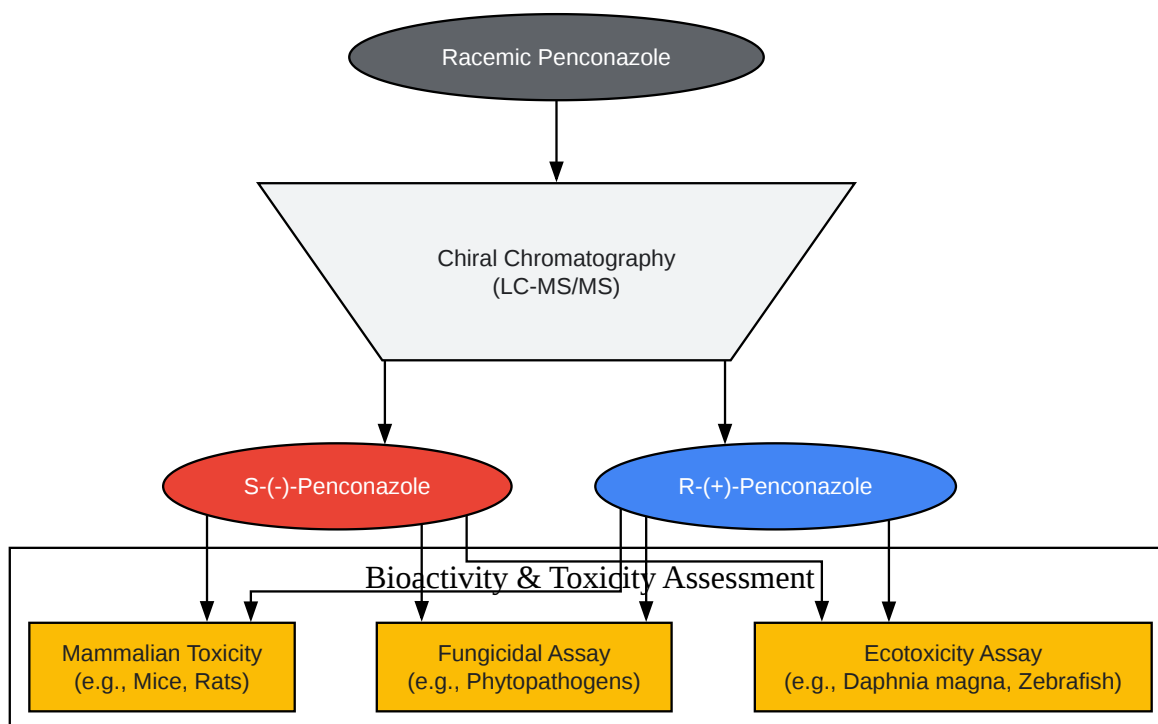 Racemic Penconazole
Chiral Chromatography
(LC-MS/MS)
S-(-)-Penconazole
R-(+)-Penconazole
Bioactivity & Toxicity Assessment
Mammalian Toxicity
(e.g., Mice, Rats)
Fungicidal Assay
(e.g., Phytopathogens)
Ecotoxicity Assay
(e.g., Daphnia magna, Zebrafish)